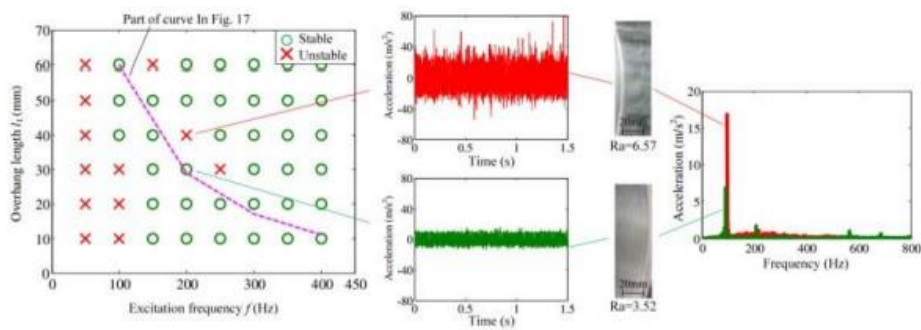 Part of curve In Fig. 17
Stable
Unstable
Overhang length l₁ (mm)
70
60
50
40
30
20
10
0
0 50 100 150 200 250 300 350 400 450
Excitation frequency f (Hz)
Acceleration (m/s²)
80
40
0
-40
-80
0 0.5 1 1.5
Time (s)
20mm
Ra=6.57
Acceleration (m/s²)
80
40
0
-40
-80
0 0.5 1 1.5
Time (s)
20mm
Ra=3.52
Acceleration (m/s²)
20
15
10
5
0
0 200 400 600 800
Frequency (Hz)